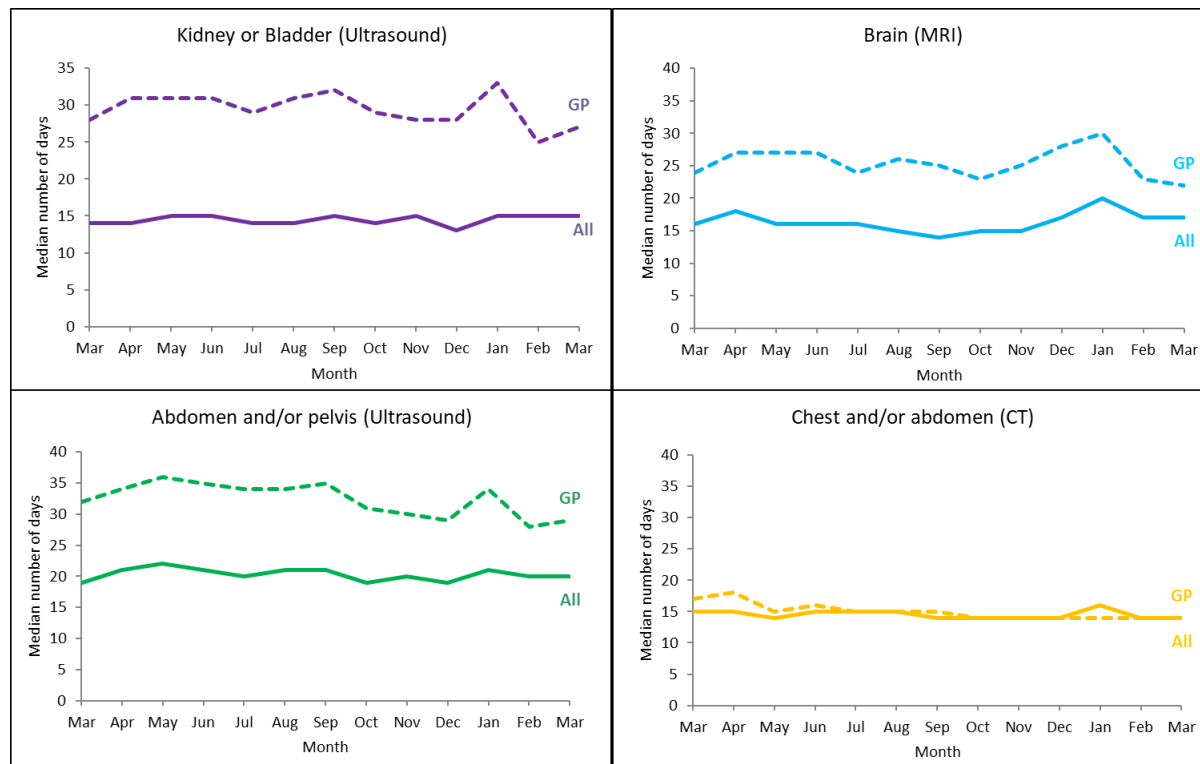 Kidney or Bladder (Ultrasound)
Median number of days
35
30
25
20
15
10
5
0
GP
All
Mar Apr May Jun Jul Aug Sep Oct Nov Dec Jan Feb Mar
Month
Brain (MRI)
Median number of days
40
35
30
25
20
15
10
5
0
GP
All
Mar Apr May Jun Jul Aug Sep Oct Nov Dec Jan Feb Mar
Month
Abdomen and/or pelvis (Ultrasound)
Median number of days
40
35
30
25
20
15
10
5
0
GP
All
Mar Apr May Jun Jul Aug Sep Oct Nov Dec Jan Feb Mar
Month
Chest and/or abdomen (CT)
Median number of days
40
35
30
25
20
15
10
5
0
GP
All
Mar Apr May Jun Jul Aug Sep Oct Nov Dec Jan Feb Mar
Month